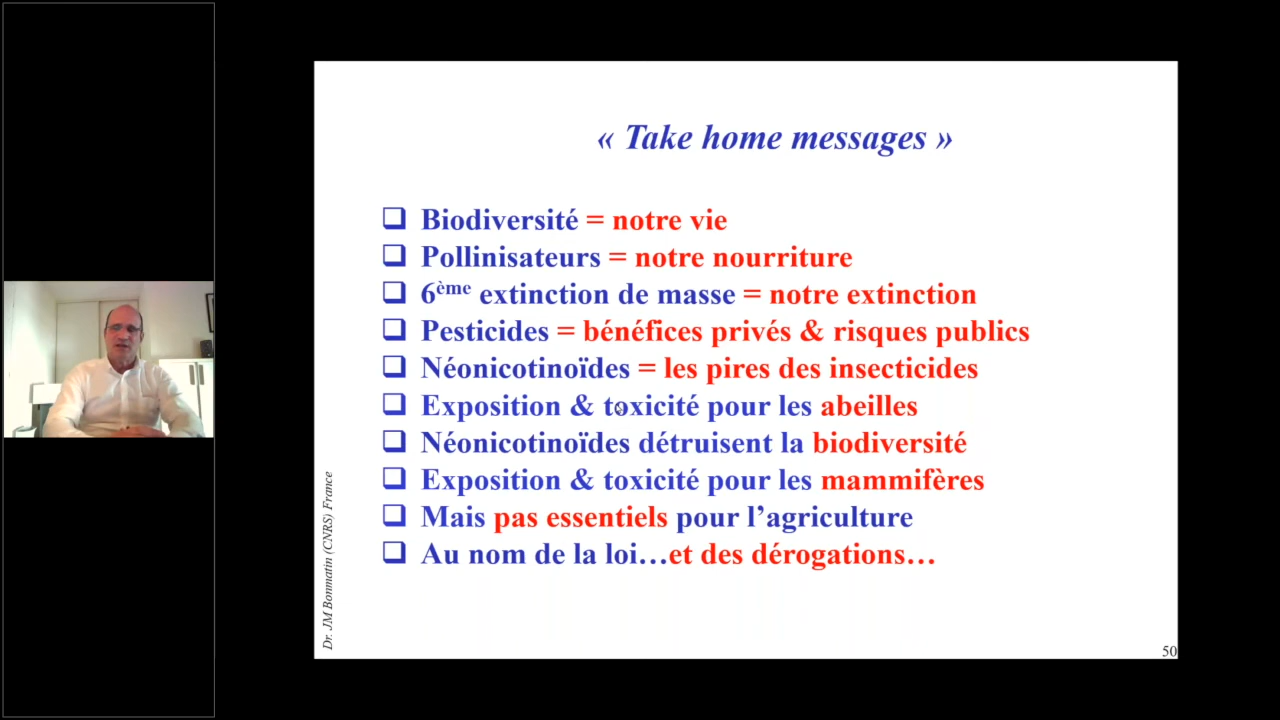 « Take home messages »
Biodiversité = notre vie
Pollinisateurs = notre nourriture
6ème extinction de masse = notre extinction
Pesticides = bénéfices privés & risques publics
Néonicotinoïdes = les pires des insecticides
Exposition & toxicité pour les abeilles
Néonicotinoïdes détruisent la biodiversité
Exposition & toxicité pour les mammifères
Mais pas essentiels pour l’agriculture
Au nom de la loi…et des dérogations…
Dr. JM Bonmatin (CNRS) France
50